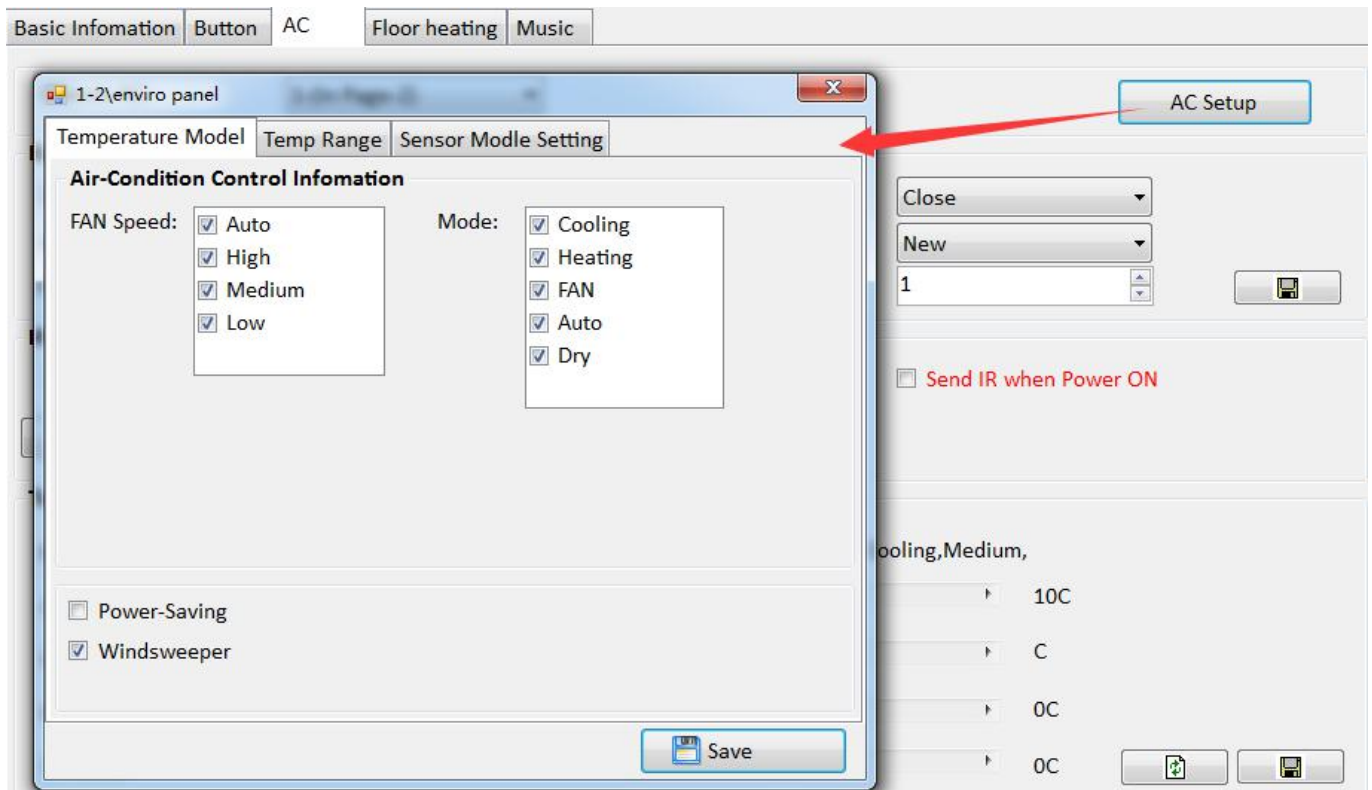 Basic Infomation Button AC Floor heating Music
1-2\enviro panel
AC Setup
Temperature Model Temp Range Sensor Modle Setting
Air-Condition Control Infomation
FAN Speed: Auto
High
Medium
Low
Mode: Cooling
Heating
FAN
Auto
Dry
Close
New
1
Send IR when Power ON
ooling,Medium,
10C
C
0C
0C
Power-Saving
Windsweeper
Save